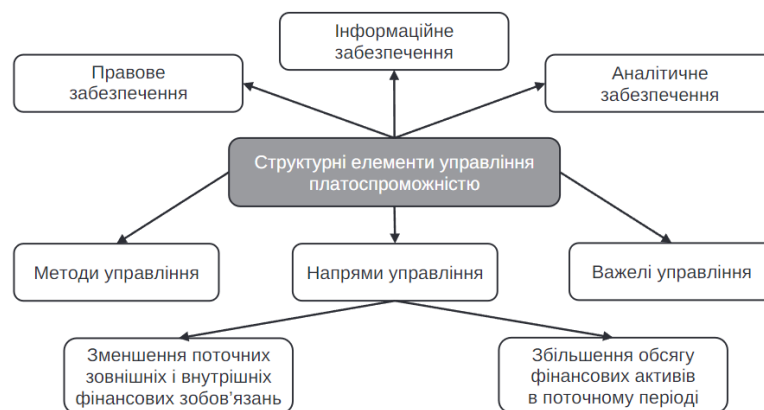 Інформаційне
забезпечення
Правове
забезпечення
Аналітичне
забезпечення
Структурні елементи управління
платоспроможністю
Методи управління
Напрями управління
Важелі управління
Зменшення поточних
зовнішніх і внутрішніх
фінансових зобов’язань
Збільшення обсягу
фінансових активів
в поточному періоді